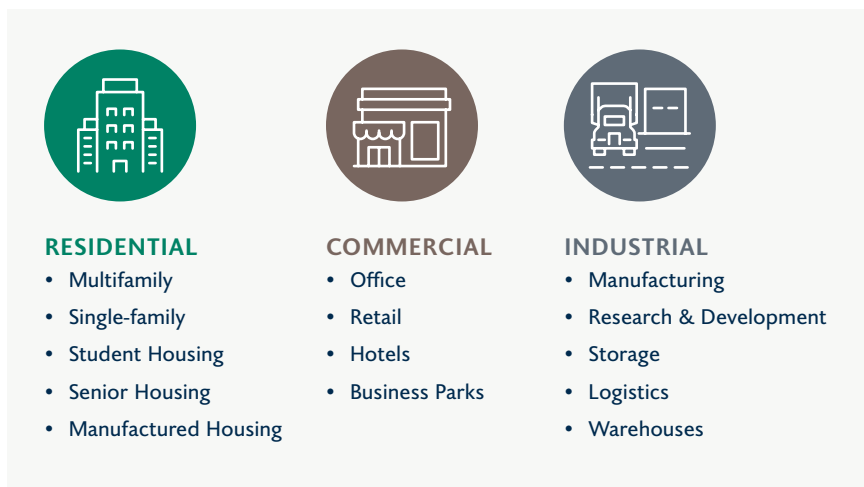 RESIDENTIAL
• Multifamily
• Single-family
• Student Housing
• Senior Housing
• Manufactured Housing
COMMERCIAL
• Office
• Retail
• Hotels
• Business Parks
INDUSTRIAL
• Manufacturing
• Research & Development
• Storage
• Logistics
• Warehouses